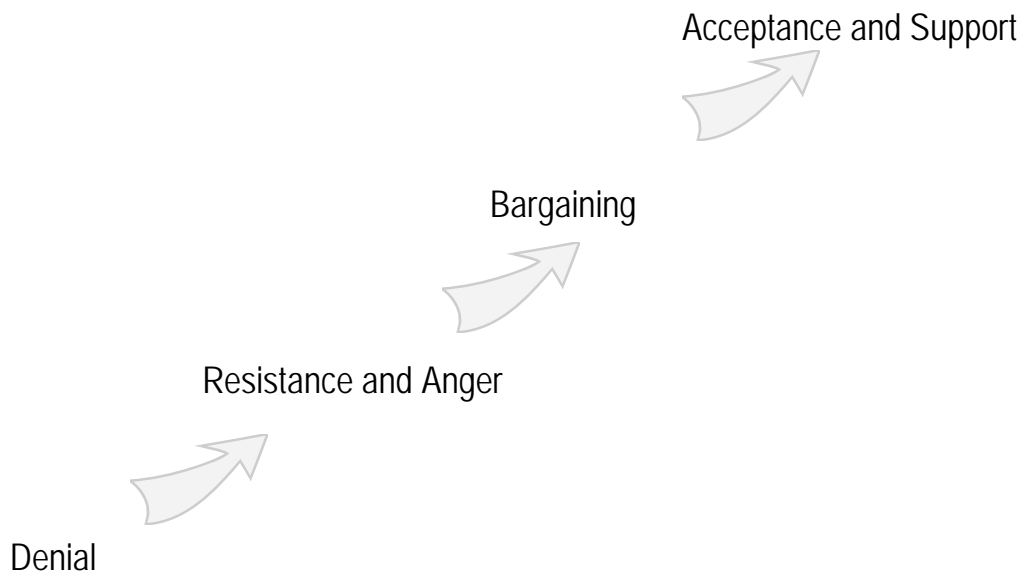 Acceptance and Support
Bargaining
Resistance and Anger
Denial